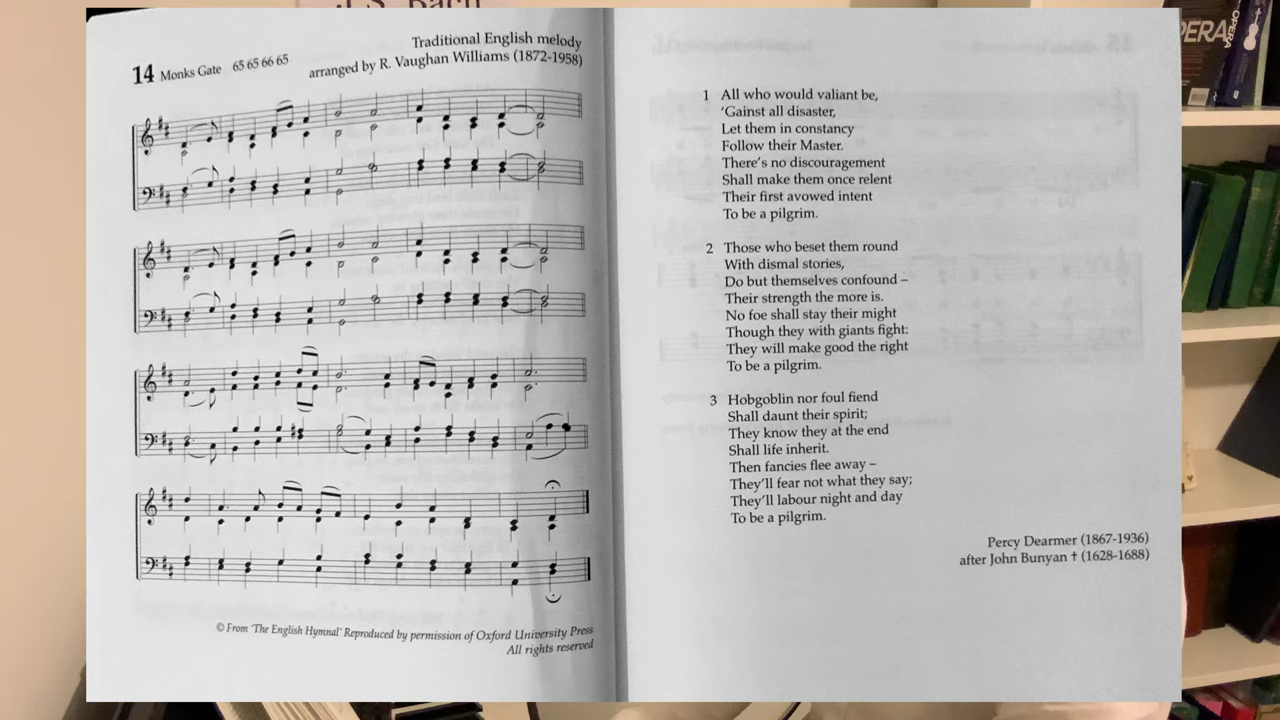 J.S. Bach
14 Monks Gate 65 65 66 65
Traditional English melody
arranged by R. Vaughan Williams (1872-1958)
© From 'The English Hymnal' Reproduced by permission of Oxford University Press
All rights reserved
1 All who would valiant be,
‘Gainst all disaster,
Let them in constancy
Follow their Master.
There’s no discouragement
Shall make them once relent
Their first avowed intent
To be a pilgrim.
2 Those who beset them round
With dismal stories,
Do but themselves confound –
Their strength the more is.
No foe shall stay their might
Though they with giants fight:
They will make good the right
To be a pilgrim.
3 Hobgoblin nor foul fiend
Shall daunt their spirit;
They know they at the end
Shall life inherit.
Then fancies flee away –
They’ll fear not what they say;
They’ll labour night and day
To be a pilgrim.
Percy Dearmer (1867-1936)
after John Bunyan † (1628-1688)
OPERA